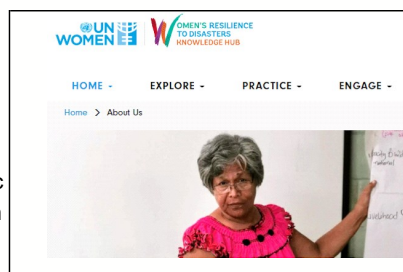 UN
WOMEN
WOMEN'S RESILIENCE
TO DISASTERS
KNOWLEDGE HUB
HOME - EXPLORE - PRACTICE - ENGAGE -
Home > About Us